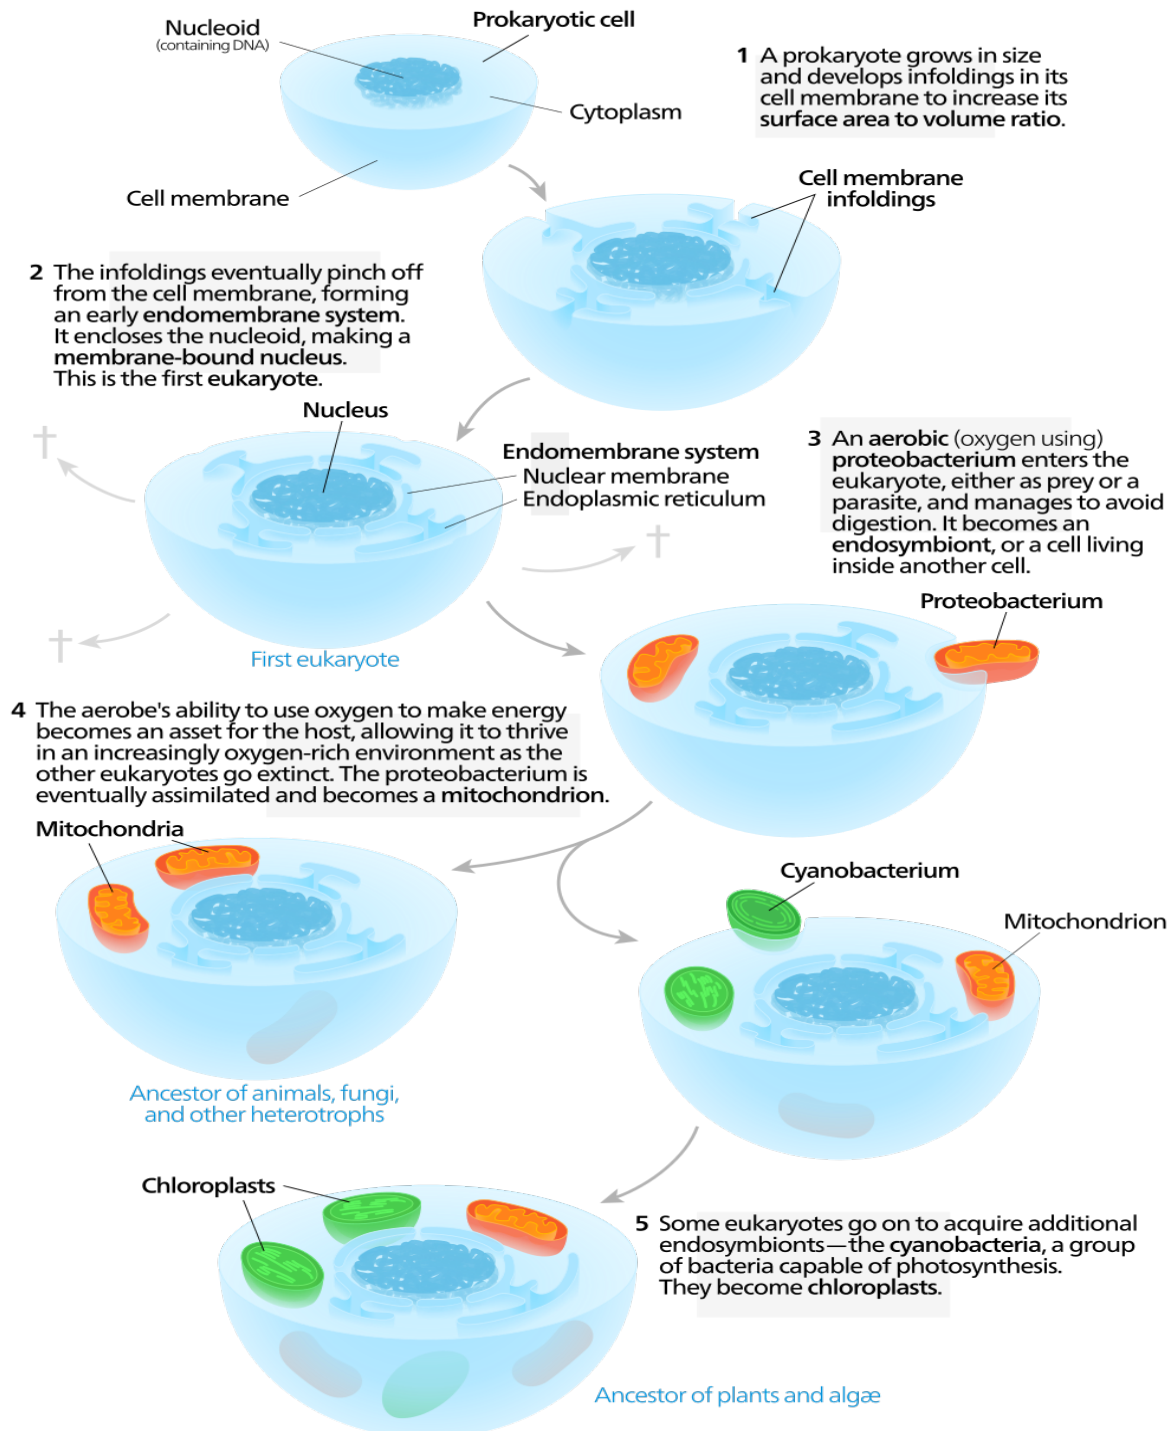 Nucleoid
(containing DNA)
Prokaryotic cell
Cytoplasm
Cell membrane
1 A prokaryote grows in size
and develops infoldings in its
cell membrane to increase its
surface area to volume ratio.
Cell membrane
infoldings
2 The infoldings eventually pinch off
from the cell membrane, forming
an early endomembrane system.
It encloses the nucleoid, making a
membrane-bound nucleus.
This is the first eukaryote.
Nucleus
Endomembrane system
Nuclear membrane
Endoplasmic reticulum
First eukaryote
3 An aerobic (oxygen using)
proteobacterium enters the
eukaryote, either as prey or a
parasite, and manages to avoid
digestion. It becomes an
endosymbiont, or a cell living
inside another cell.
Proteobacterium
4 The aerobe's ability to use oxygen to make energy
becomes an asset for the host, allowing it to thrive
in an increasingly oxygen-rich environment as the
other eukaryotes go extinct. The proteobacterium is
eventually assimilated and becomes a mitochondrion.
Mitochondria
Ancestor of animals, fungi,
and other heterotrophs
Cyanobacterium
Mitochondrion
Chloroplasts
5 Some eukaryotes go on to acquire additional
endosymbionts—the cyanobacteria, a group
of bacteria capable of photosynthesis.
They become chloroplasts.
Ancestor of plants and algæ